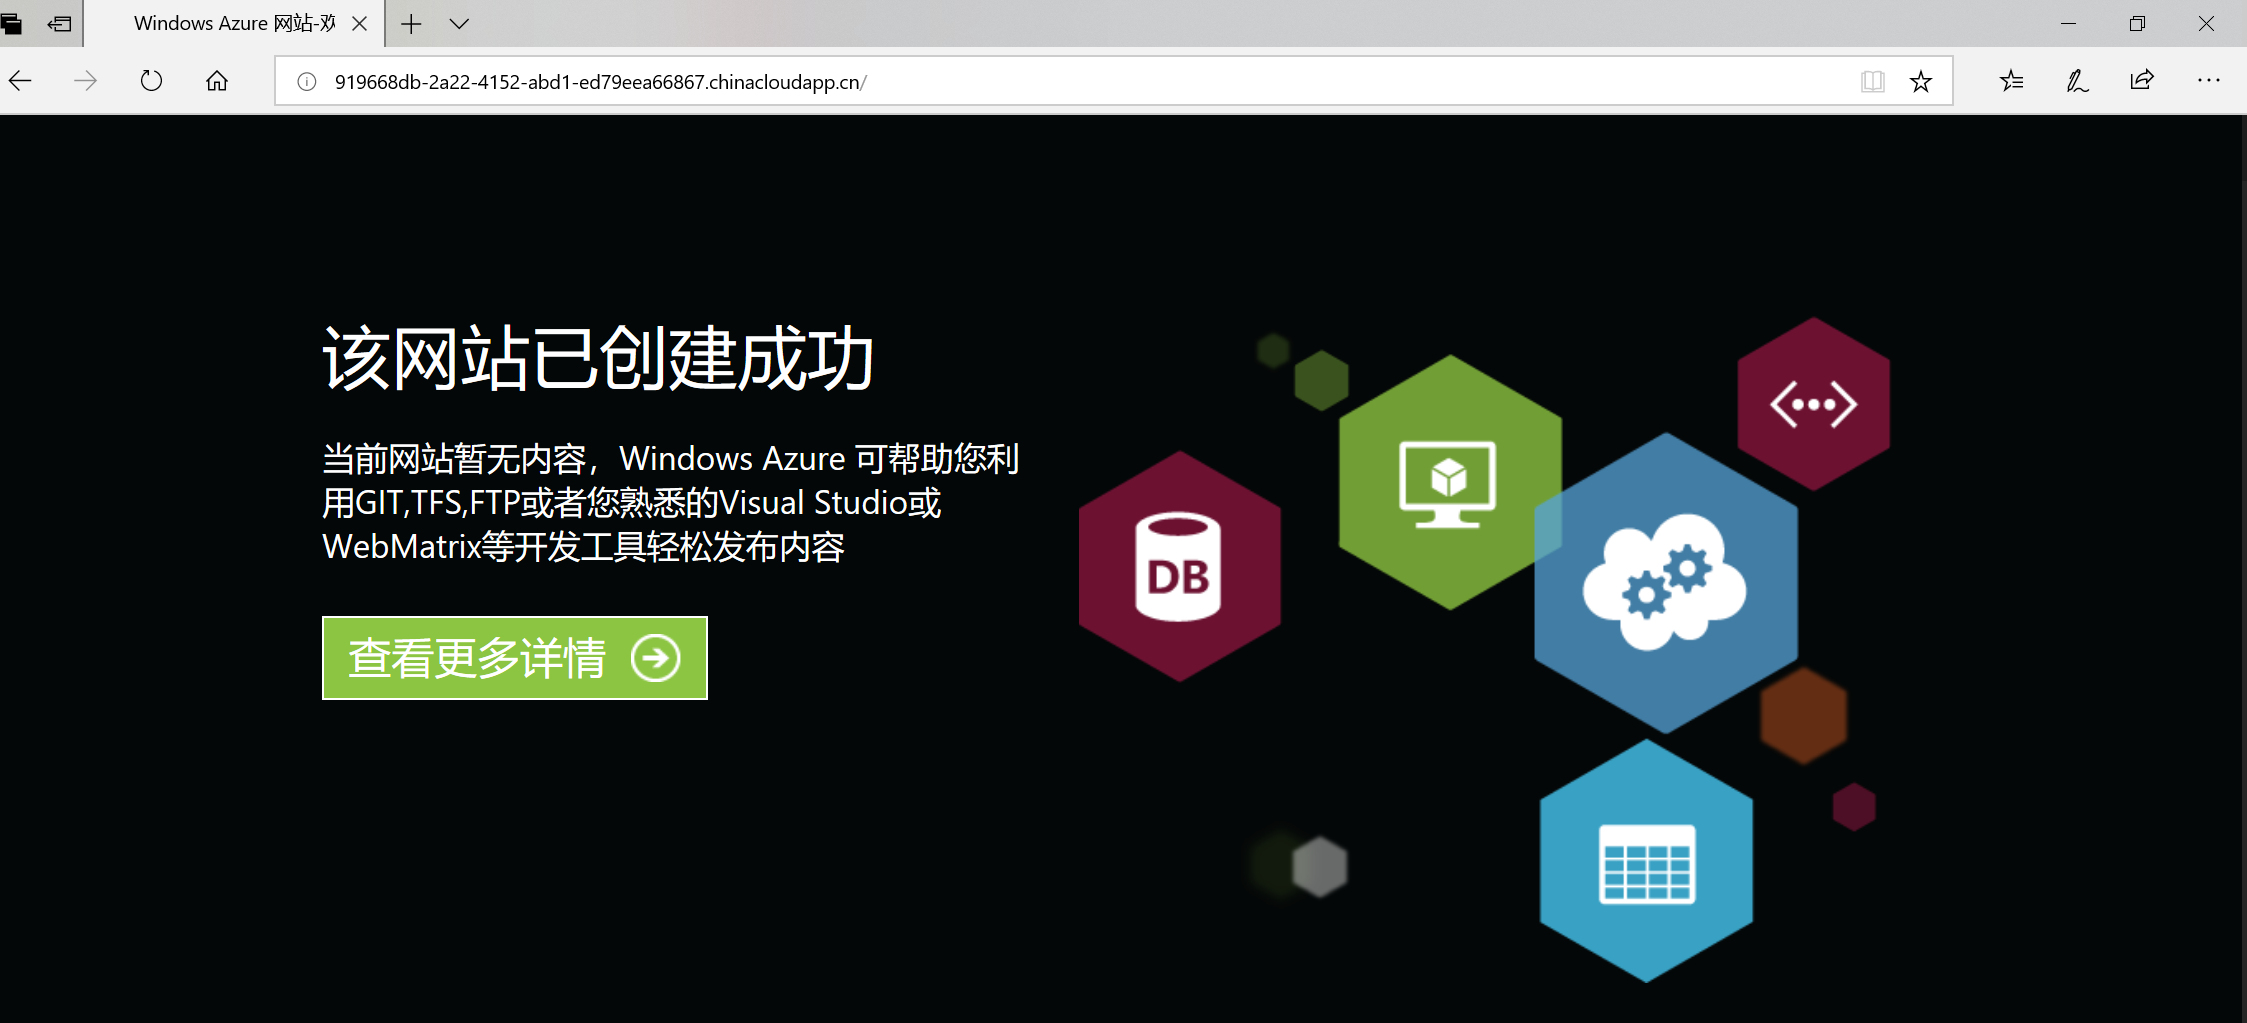 Windows Azure 网站-欢
919668db-2a22-4152-abd1-ed79eea66867.chinacloudapp.cn/
该网站已创建成功
当前网站暂无内容，Windows Azure 可帮助您利
用GIT,TFS,FTP或者您熟悉的Visual Studio或
WebMatrix等开发工具轻松发布内容
查看更多详情
DB